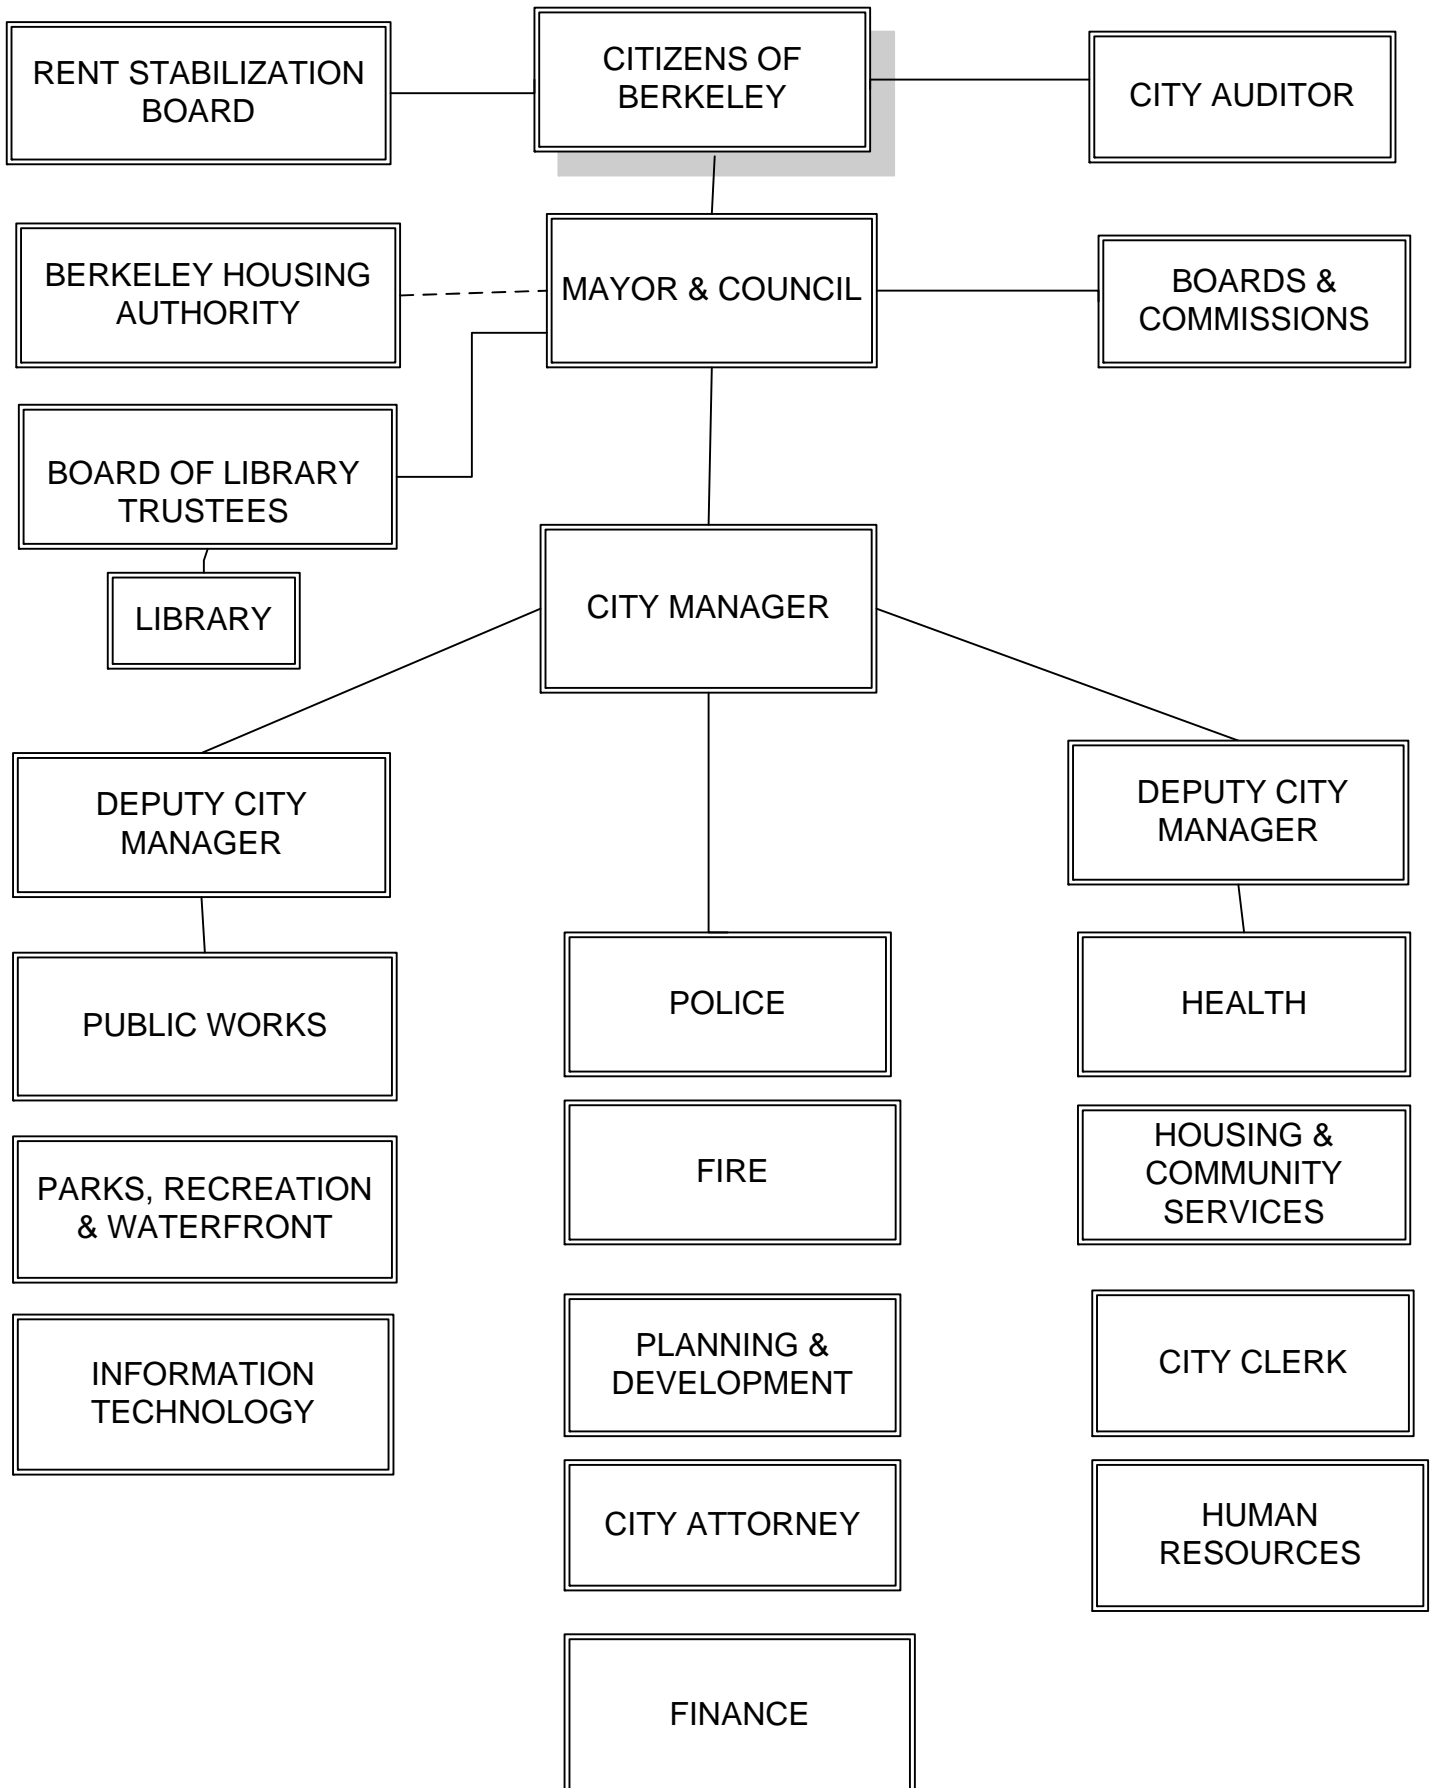 RENT STABILIZATION
BOARD
CITIZENS OF
BERKELEY
CITY AUDITOR
BERKELEY HOUSING
AUTHORITY
MAYOR & COUNCIL
BOARDS &
COMMISSIONS
BOARD OF LIBRARY
TRUSTEES
LIBRARY
CITY MANAGER
DEPUTY CITY
MANAGER
DEPUTY CITY
MANAGER
PUBLIC WORKS
POLICE
HEALTH
PARKS, RECREATION
& WATERFRONT
FIRE
HOUSING &
COMMUNITY
SERVICES
INFORMATION
TECHNOLOGY
PLANNING &
DEVELOPMENT
CITY CLERK
CITY ATTORNEY
HUMAN
RESOURCES
FINANCE